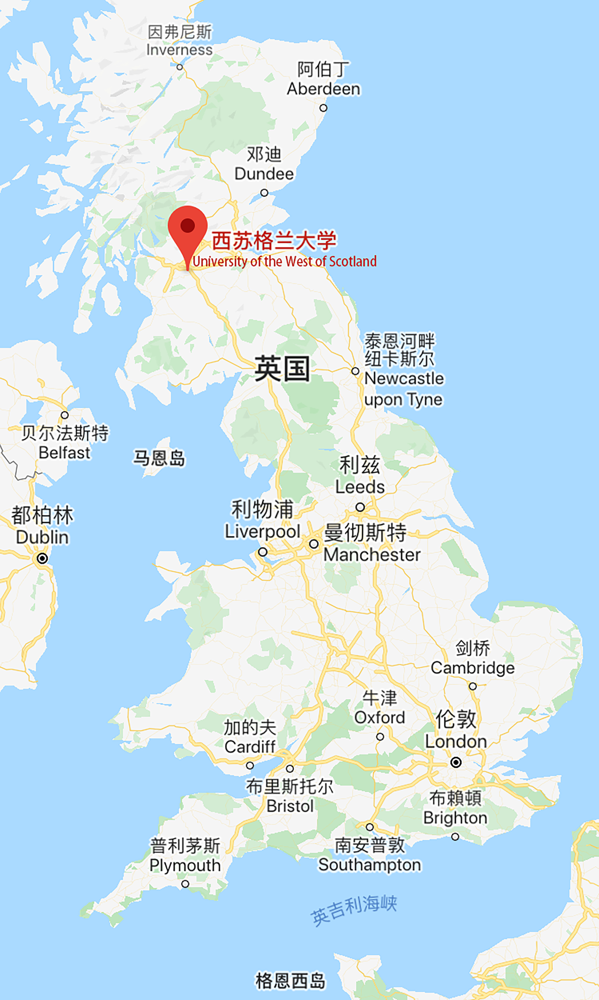 因弗尼斯
Inverness
阿伯丁
Aberdeen
邓迪
Dundee
西苏格兰大学
University of the West of Scotland
泰恩河畔
纽卡斯尔
Newcastle
upon Tyne
英国
贝尔法斯特
Belfast
马恩岛
利兹
Leeds
都柏林
Dublin
利物浦
Liverpool
曼彻斯特
Manchester
剑桥
Cambridge
牛津
Oxford
伦敦
London
加的夫
Cardiff
布里斯托尔
Bristol
布賴頓
Brighton
普利茅斯
Plymouth
南安普敦
Southampton
英吉利海峡
格恩西岛